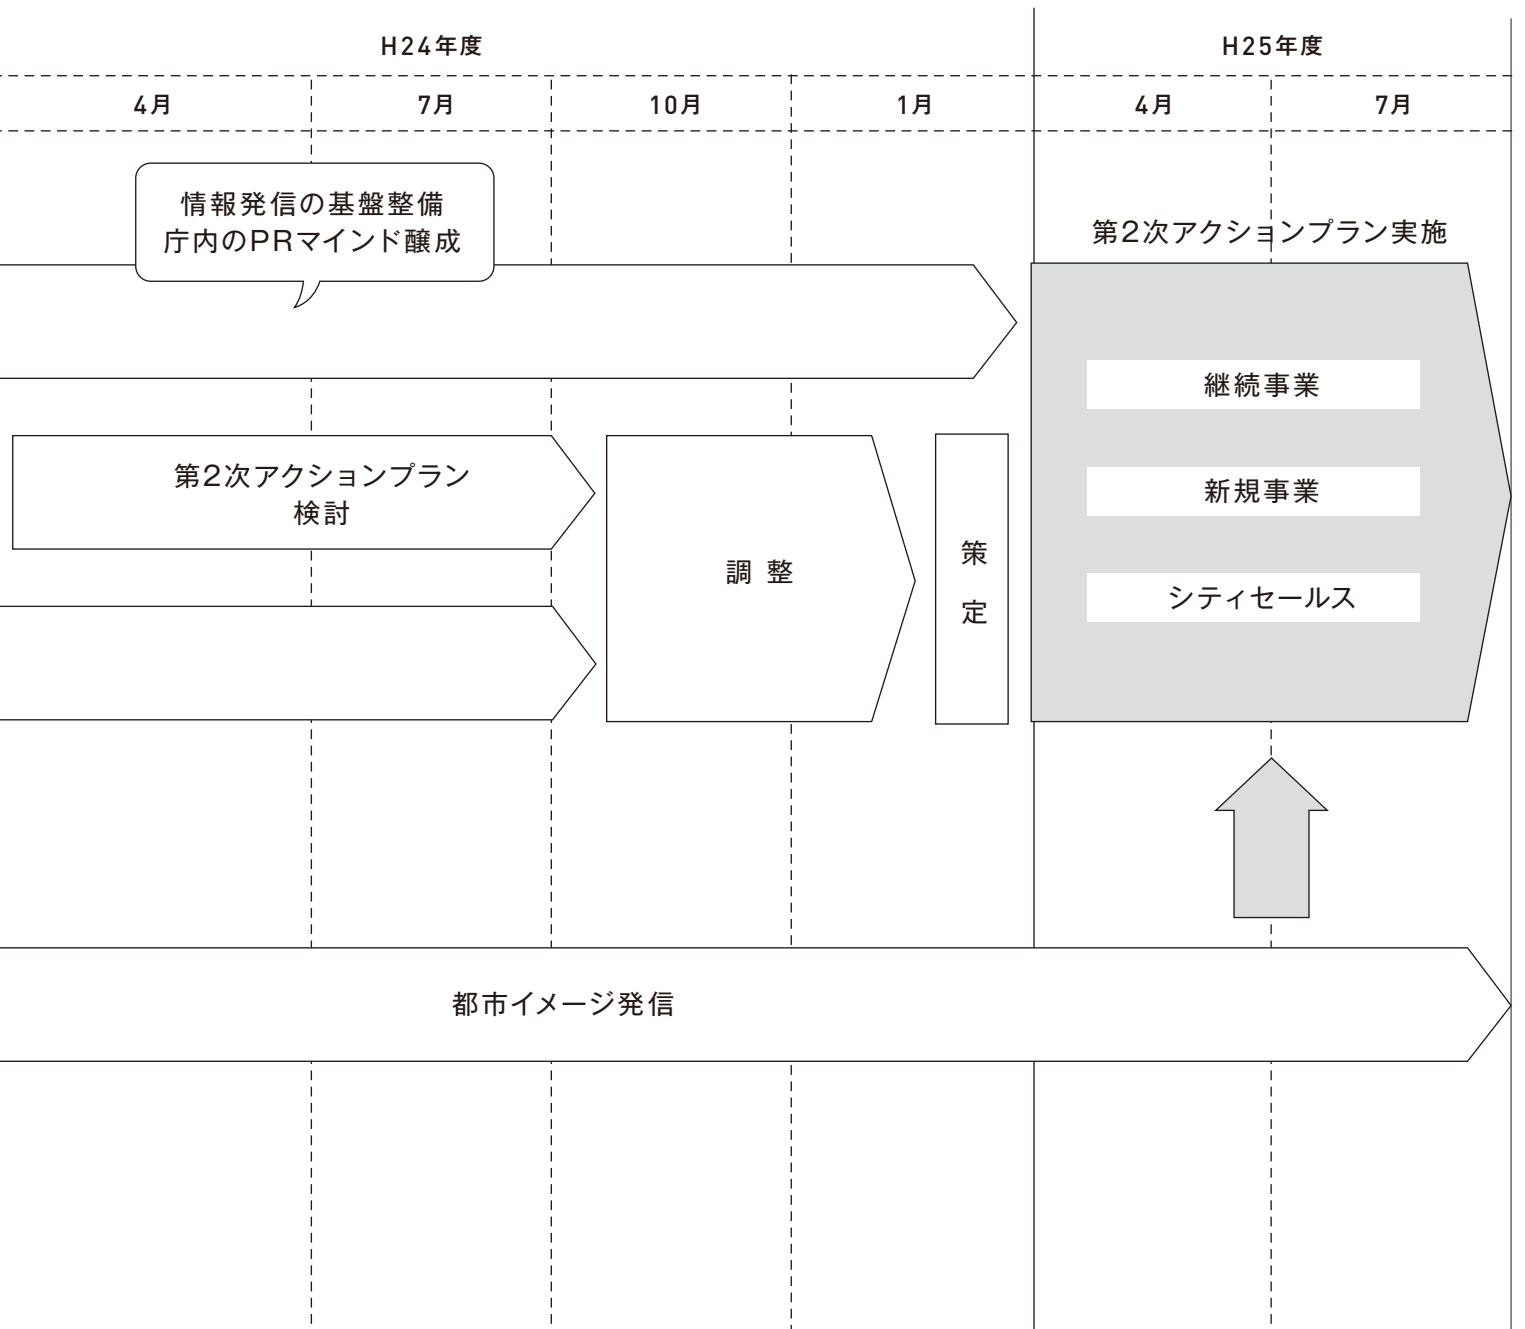 H24年度
H25年度
4月
7月
10月
1月
4月
7月
情報発信の基盤整備
庁内のPRマインド醸成
第2次アクションプラン実施
継続事業
新規事業
シティセールス
第2次アクションプラン
検討
調 整
策
定
都市イメージ発信